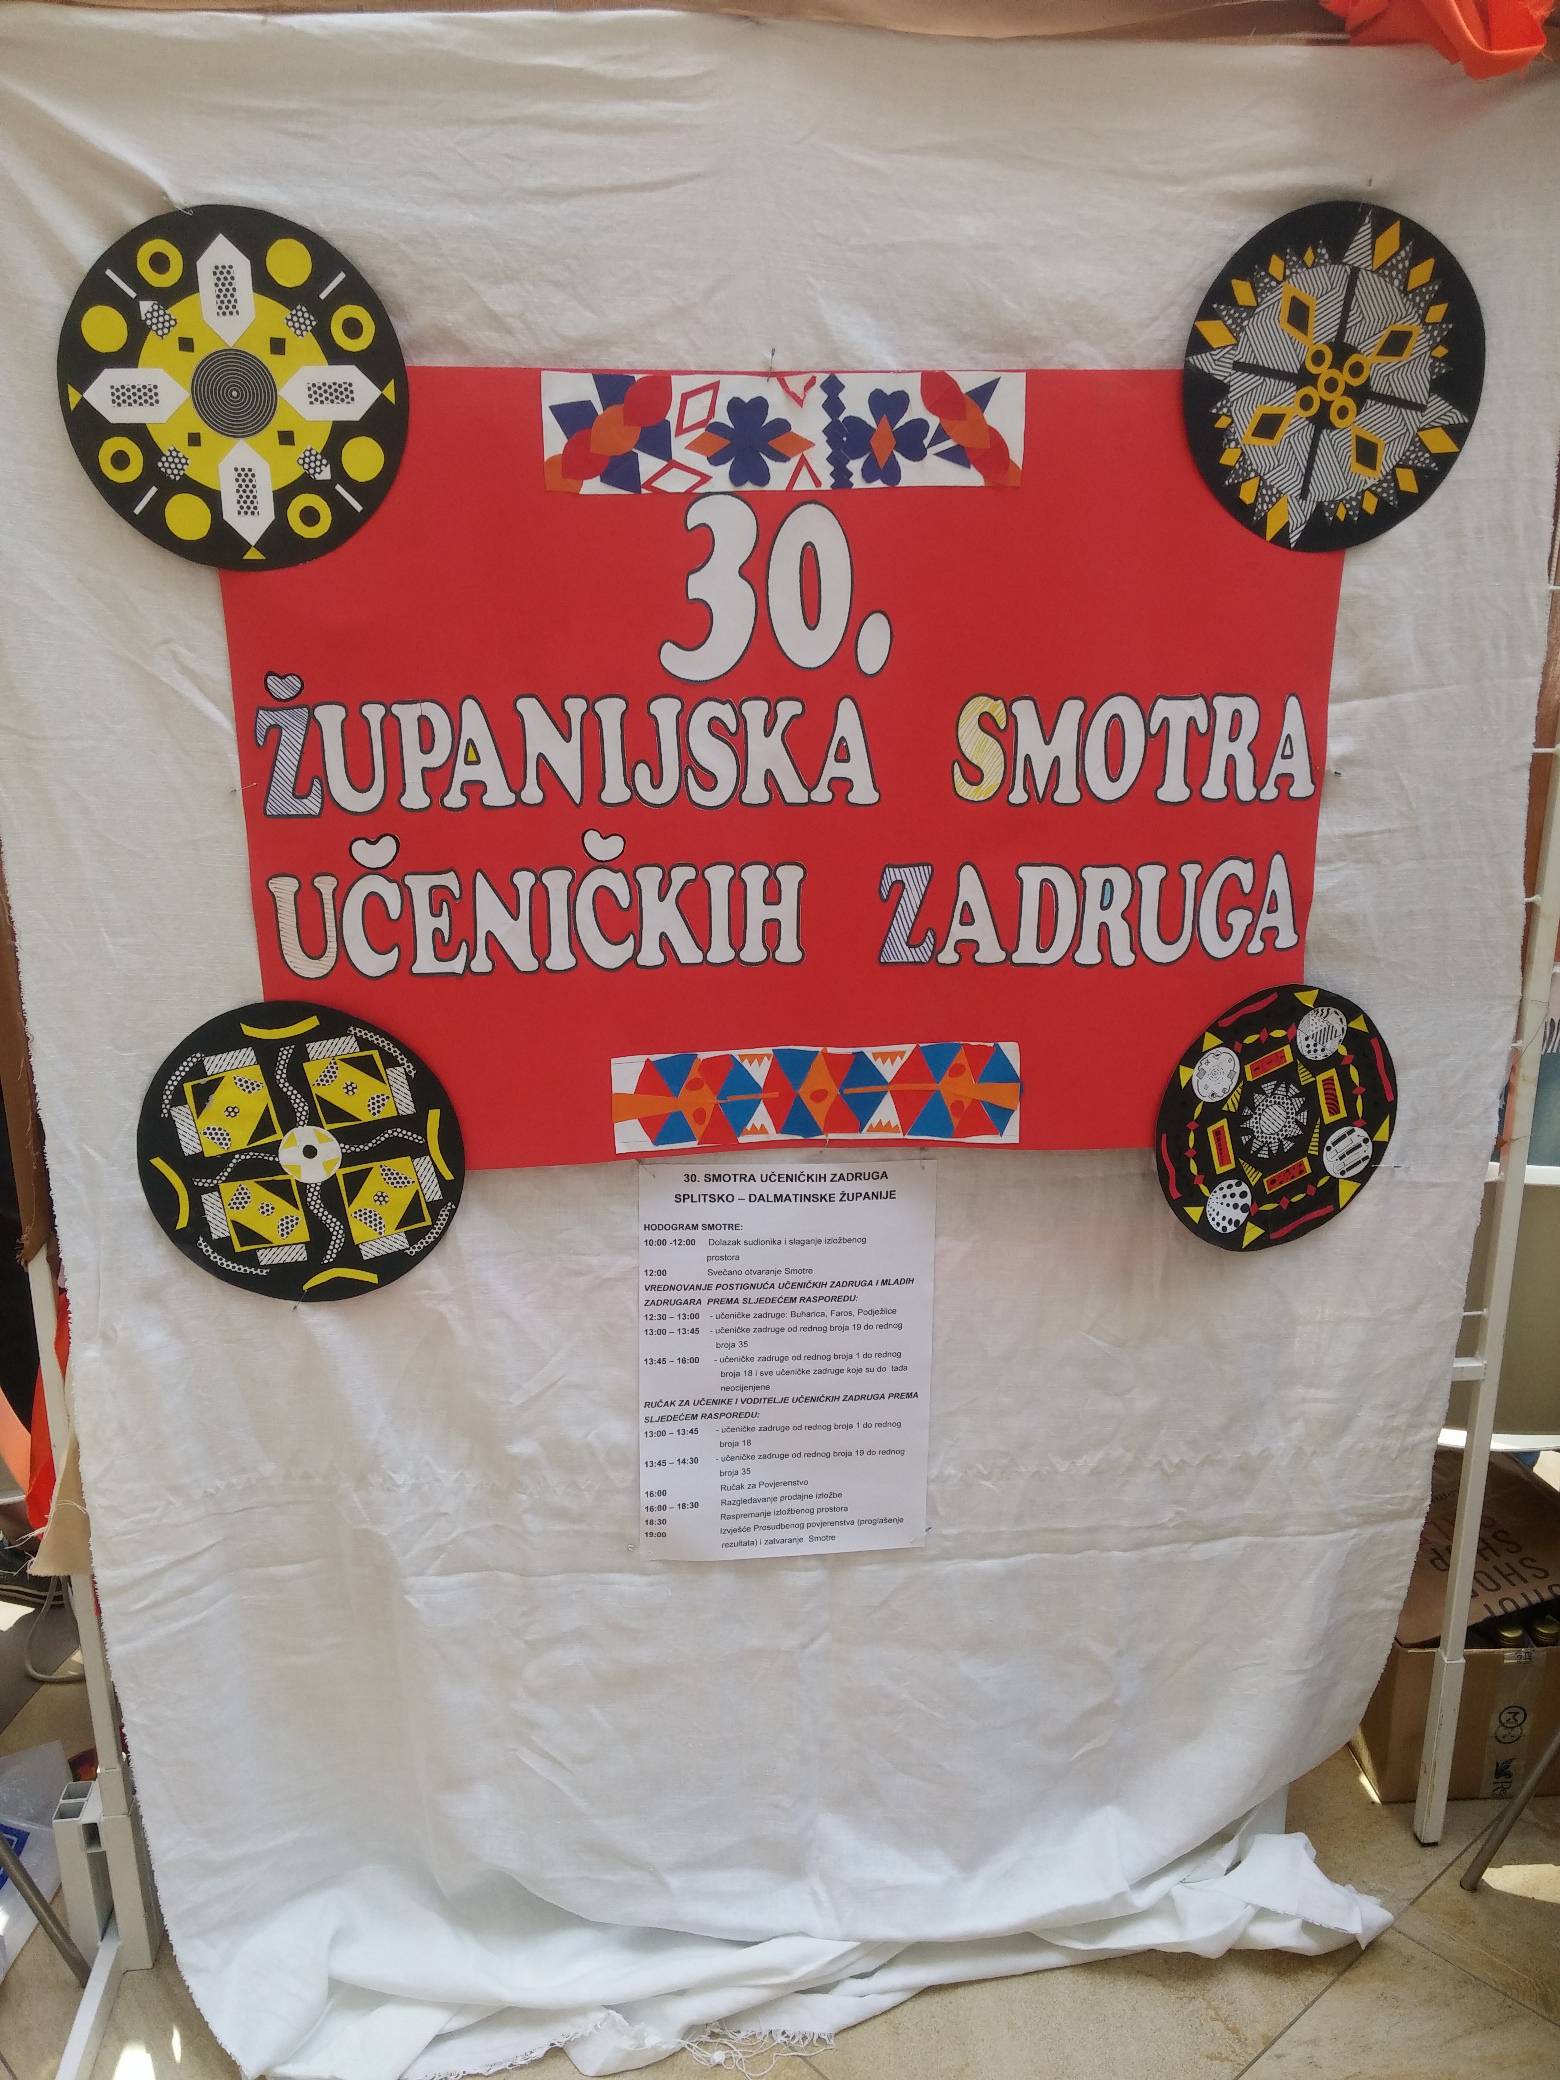 30.
ŽUPANIJSKA SMOTRA
UČENIČKIH ZADRUGA
30. SMOTRA UČENIČKIH ZADRUGA
SPLITSKO – DALMATINSKE ŽUPANIJE
HODOGRAM SMOTRE:
10:00 -12:00 Dolazak sudionika i slaganje izložbenog
prostora
12:00 Svečano otvaranje Smotre
VREDNOVANJE POSTIGNUĆA UČENIČKIH ZADRUGA I MLADIH
ZADRUGARA PREMA SLJEDEĆEM RASPOREDU:
12:30 – 13:00 - učeničke zadruge: Buharica, Faros, Podježlice
13:00 – 13:45 - učeničke zadruge od rednog broja 19 do rednog
broja 35
13:45 – 16:00 - učeničke zadruge od rednog broja 1 do rednog
broja 18 i sve učeničke zadruge koje su do tada
neocijenjene
RUČAK ZA UČENIKE I VODITELJE UČENIČKIH ZADRUGA PREMA
SLJEDEĆEM RASPOREDU:
13:00 – 13:45 - učeničke zadruge od rednog broja 1 do rednog
broja 18
13:45 – 14:30 - učeničke zadruge od rednog broja 19 do rednog
broja 35
16:00 Ručak za Povjerenstvo
16:00 – 18:30 Razgledavanje prodajne izložbe
18:30 Raspremanje izložbenog prostora
19:00 Izvješće Prosudbenog povjerenstva (proglašenje
rezultata) i zatvaranje Smotre